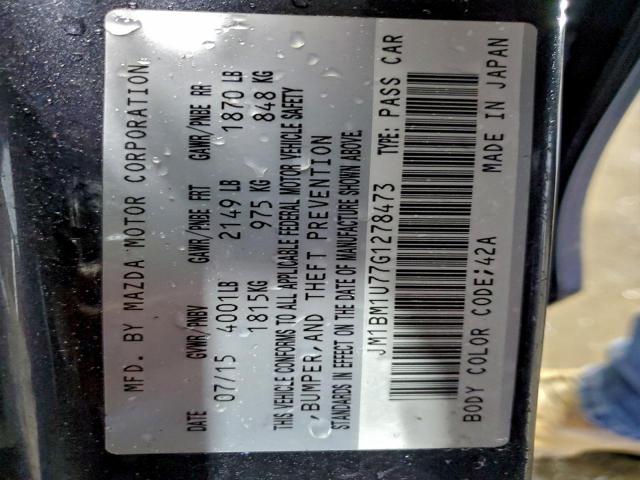 MFD. BY MAZDA MOTOR CORPORATION
DATE GVWR/PNBV GAWR/PNBE FRT GAWR/PNBE RR
07/15 4001LB 2149 LB 1870 LB
1815KG 975 KG 848 KG
THIS VEHICLE CONFORMS TO ALL APPLICABLE FEDERAL MOTOR VEHICLE SAFETY
,BUMPER,AND THEFT PREVENTION
STANDARDS IN EFFECT ON THE DATE OF MANUFACTURE SHOWN ABOVE.
JM1BM1U77G1278473 TYPE: PASS CAR
BODY COLOR CODE;42A MADE IN JAPAN